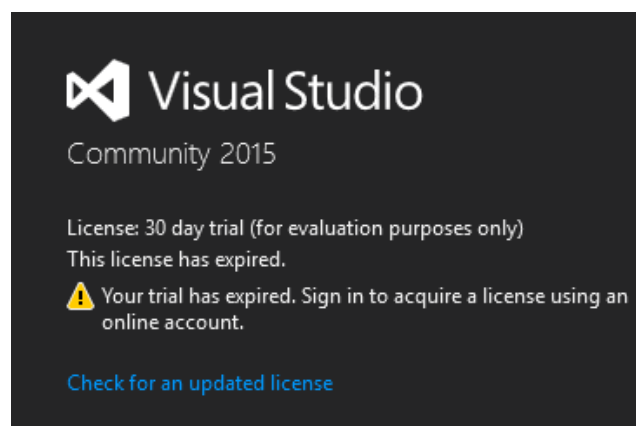 Visual Studio
Community 2015
License: 30 day trial (for evaluation purposes only)
This license has expired.
Your trial has expired. Sign in to acquire a license using an
online account.
Check for an updated license